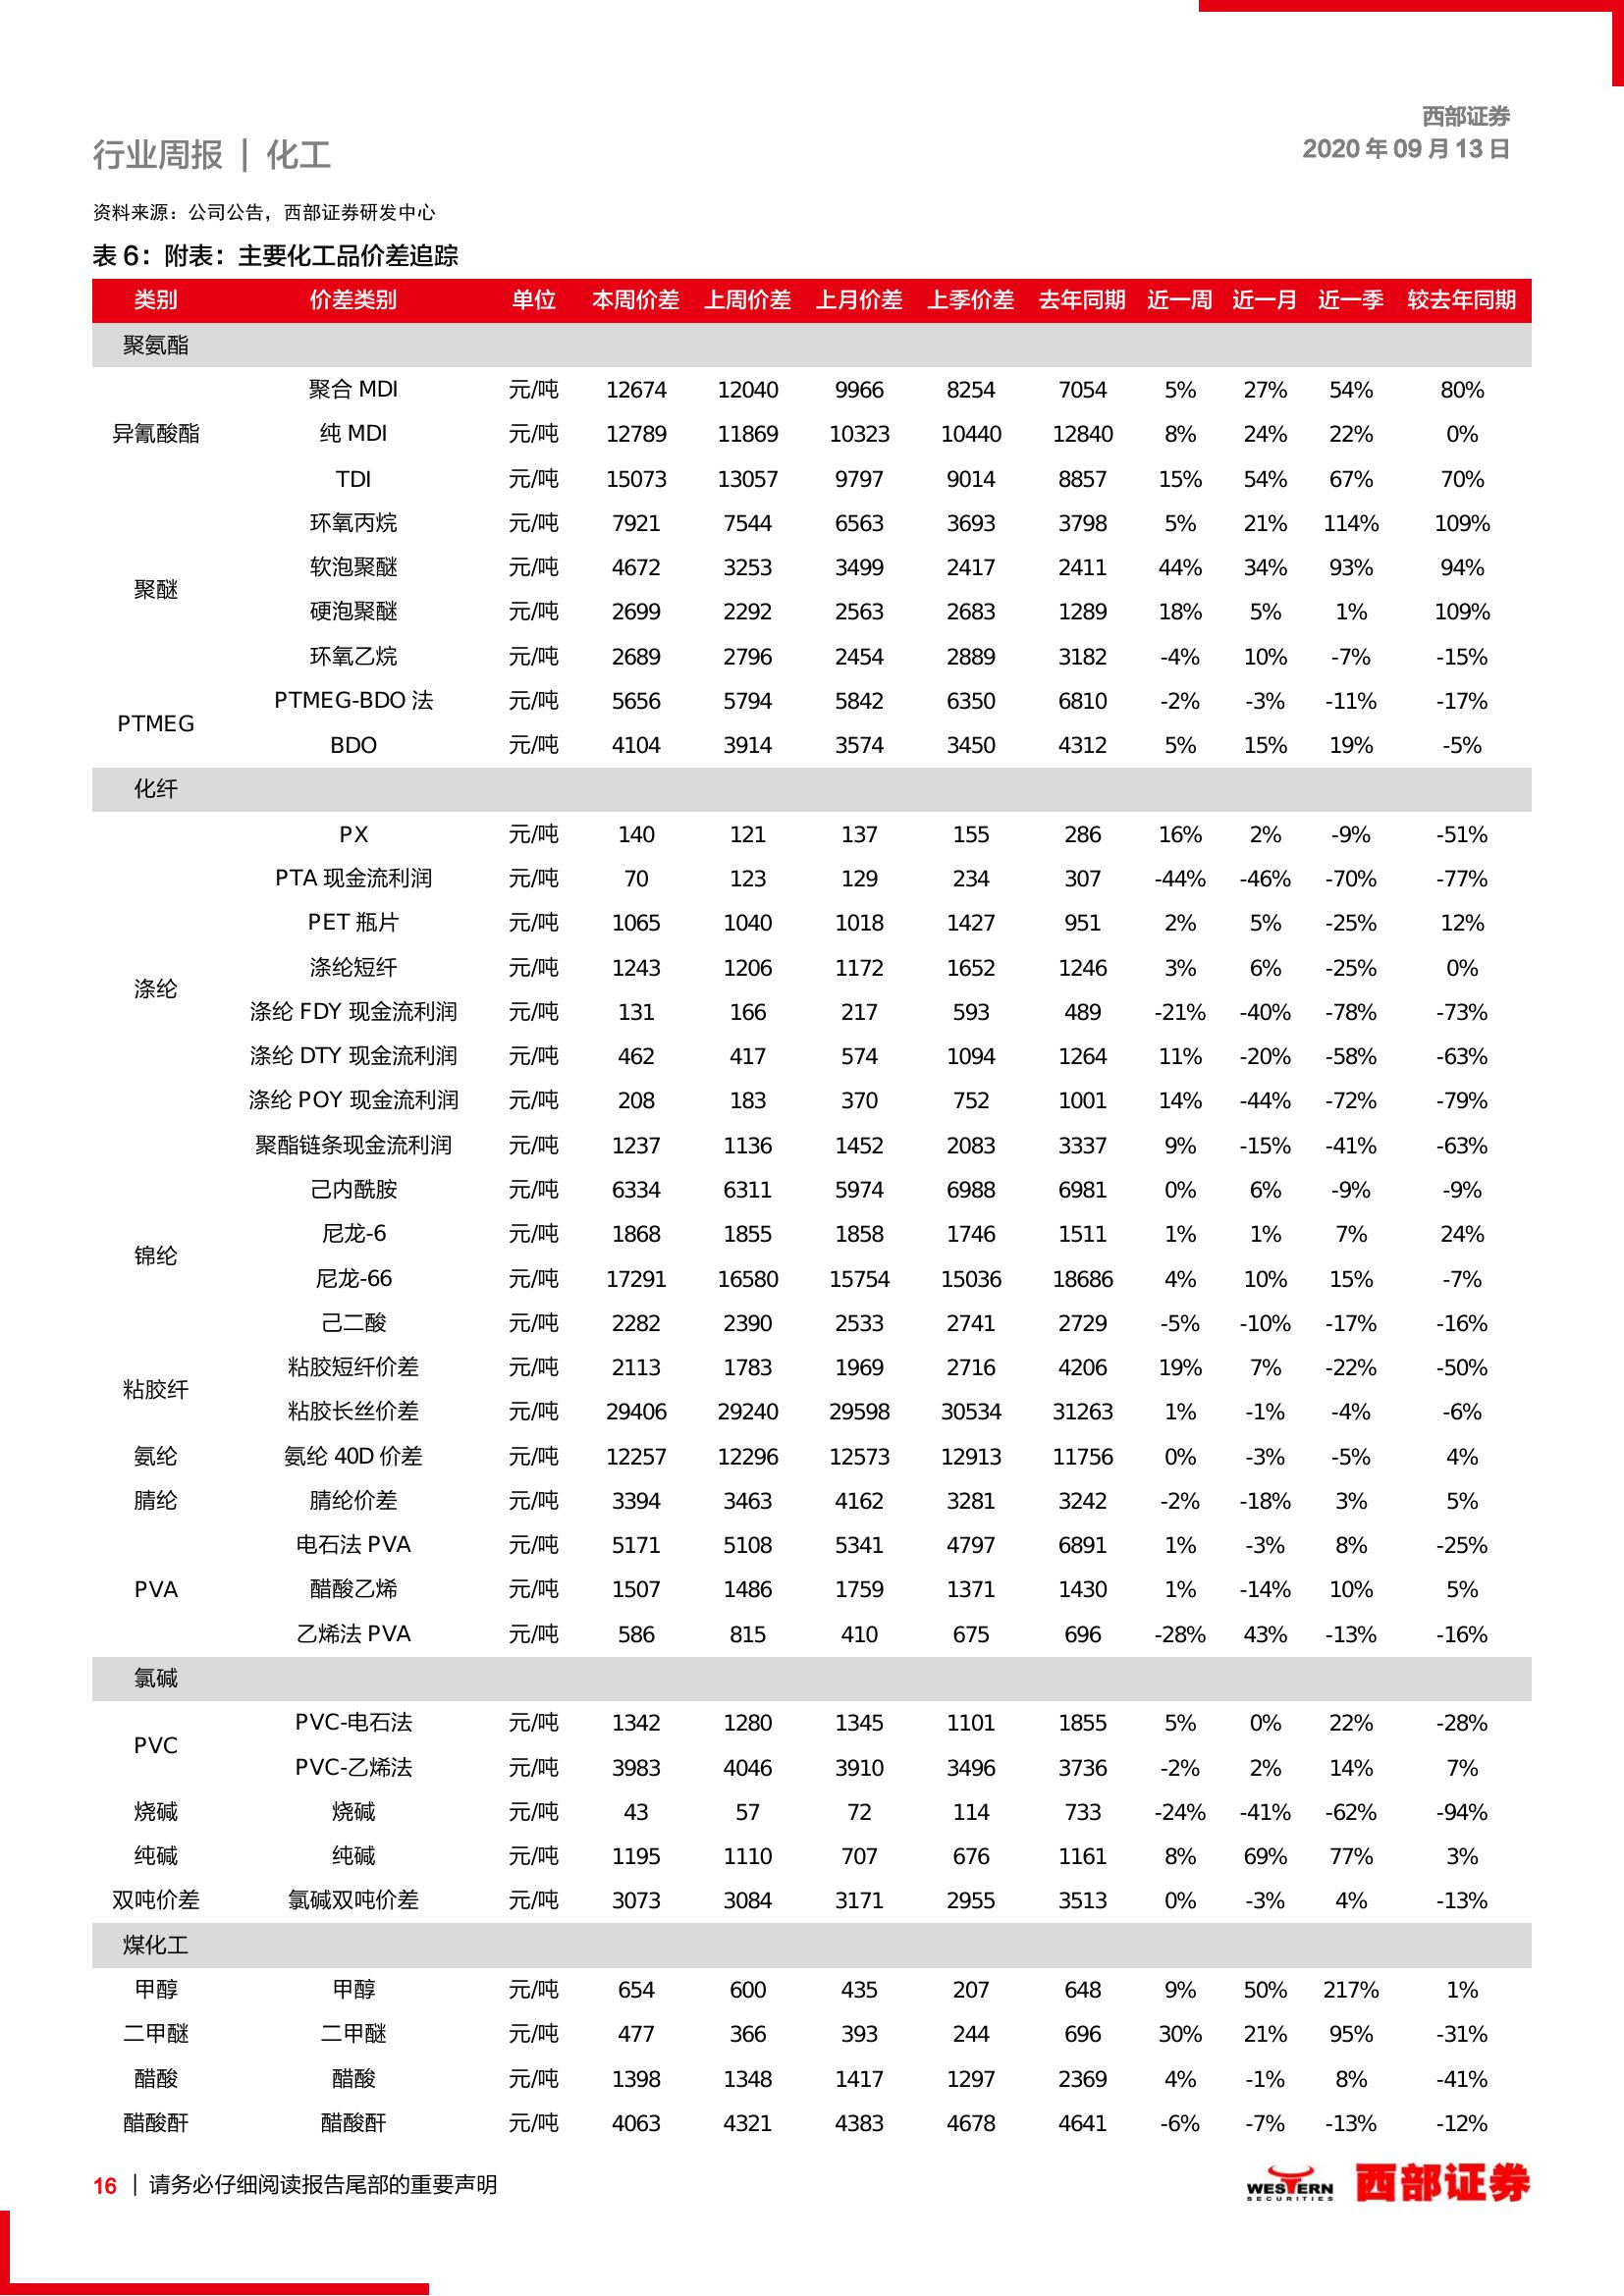 西部证券
2020 年 09 月 13 日
行业周报 | 化工
资料来源：公司公告，西部证券研发中心
表 6：附表：主要化工品价差追踪
类别 价差类别 单位 本周价差 上周价差 上月价差 上季价差 去年同期 近一周 近一月 近一季 较去年同期
聚氨酯
聚合 MDI 元/吨 12674 12040 9966 8254 7054 5% 27% 54% 80%
异氰酸酯 纯 MDI 元/吨 12789 11869 10323 10440 12840 8% 24% 22% 0%
TDI 元/吨 15073 13057 9797 9014 8857 15% 54% 67% 70%
环氧丙烷 元/吨 7921 7544 6563 3693 3798 5% 21% 114% 109%
软泡聚醚 元/吨 4672 3253 3499 2417 2411 44% 34% 93% 94%
聚醚
硬泡聚醚 元/吨 2699 2292 2563 2683 1289 18% 5% 1% 109%
环氧乙烷 元/吨 2689 2796 2454 2889 3182 -4% 10% -7% -15%
PTMEG-BDO 法 元/吨 5656 5794 5842 6350 6810 -2% -3% -11% -17%
PTMEG
BDO 元/吨 4104 3914 3574 3450 4312 5% 15% 19% -5%
化纤
PX 元/吨 140 121 137 155 286 16% 2% -9% -51%
PTA 现金流利润 元/吨 70 123 129 234 307 -44% -46% -70% -77%
PET 瓶片 元/吨 1065 1040 1018 1427 951 2% 5% -25% 12%
涤纶短纤 元/吨 1243 1206 1172 1652 1246 3% 6% -25% 0%
涤纶
涤纶 FDY 现金流利润 元/吨 131 166 217 593 489 -21% -40% -78% -73%
涤纶 DTY 现金流利润 元/吨 462 417 574 1094 1264 11% -20% -58% -63%
涤纶 POY 现金流利润 元/吨 208 183 370 752 1001 14% -44% -72% -79%
聚酯链条现金流利润 元/吨 1237 1136 1452 2083 3337 9% -15% -41% -63%
己内酰胺 元/吨 6334 6311 5974 6988 6981 0% 6% -9% -9%
尼龙-6 元/吨 1868 1855 1858 1746 1511 1% 1% 7% 24%
锦纶
尼龙-66 元/吨 17291 16580 15754 15036 18686 4% 10% 15% -7%
己二酸 元/吨 2282 2390 2533 2741 2729 -5% -10% -17% -16%
粘胶短纤价差 元/吨 2113 1783 1969 2716 4206 19% 7% -22% -50%
粘胶纤
粘胶长丝价差 元/吨 29406 29240 29598 30534 31263 1% -1% -4% -6%
氨纶 氨纶 40D 价差 元/吨 12257 12296 12573 12913 11756 0% -3% -5% 4%
腈纶 腈纶价差 元/吨 3394 3463 4162 3281 3242 -2% -18% 3% 5%
电石法 PVA 元/吨 5171 5108 5341 4797 6891 1% -3% 8% -25%
PVA 醋酸乙烯 元/吨 1507 1486 1759 1371 1430 1% -14% 10% 5%
乙烯法 PVA 元/吨 586 815 410 675 696 -28% 43% -13% -16%
氯碱
PVC-电石法 元/吨 1342 1280 1345 1101 1855 5% 0% 22% -28%
PVC
PVC-乙烯法 元/吨 3983 4046 3910 3496 3736 -2% 2% 14% 7%
烧碱 烧碱 元/吨 43 57 72 114 733 -24% -41% -62% -94%
纯碱 纯碱 元/吨 1195 1110 707 676 1161 8% 69% 77% 3%
双吨价差 氯碱双吨价差 元/吨 3073 3084 3171 2955 3513 0% -3% 4% -13%
煤化工
甲醇 甲醇 元/吨 654 600 435 207 648 9% 50% 217% 1%
二甲醚 二甲醚 元/吨 477 366 393 244 696 30% 21% 95% -31%
醋酸 醋酸 元/吨 1398 1348 1417 1297 2369 4% -1% 8% -41%
醋酸酐 醋酸酐 元/吨 4063 4321 4383 4678 4641 -6% -7% -13% -12%
16 | 请务必仔细阅读报告尾部的重要声明
WESTERN
SECURITIES
西部证券